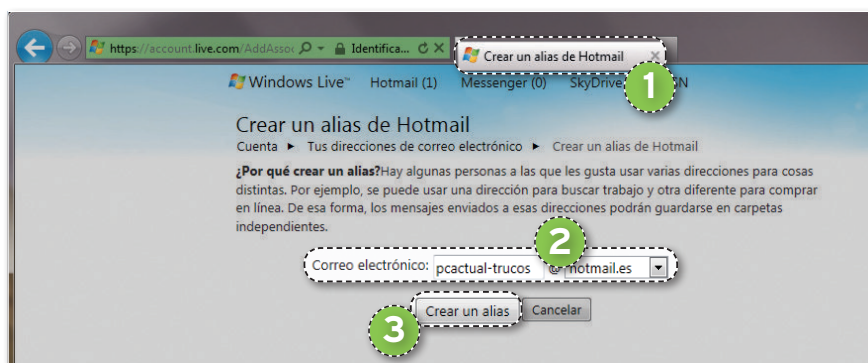 https://account.live.com/AddAssoc Identifica...
Crear un alias de Hotmail
1
Windows Live™ Hotmail (1) Messenger (0) SkyDrive N
Crear un alias de Hotmail
Cuenta ► Tus direcciones de correo electrónico ► Crear un alias de Hotmail
¿Por qué crear un alias?Hay algunas personas a las que les gusta usar varias direcciones para cosas
distintas. Por ejemplo, se puede usar una dirección para buscar trabajo y otra diferente para comprar
en línea. De esa forma, los mensajes enviados a esas direcciones podrán guardarse en carpetas
independientes.
2
Correo electrónico: pcactual-trucos @ hotmail.es
3
Crear un alias Cancelar